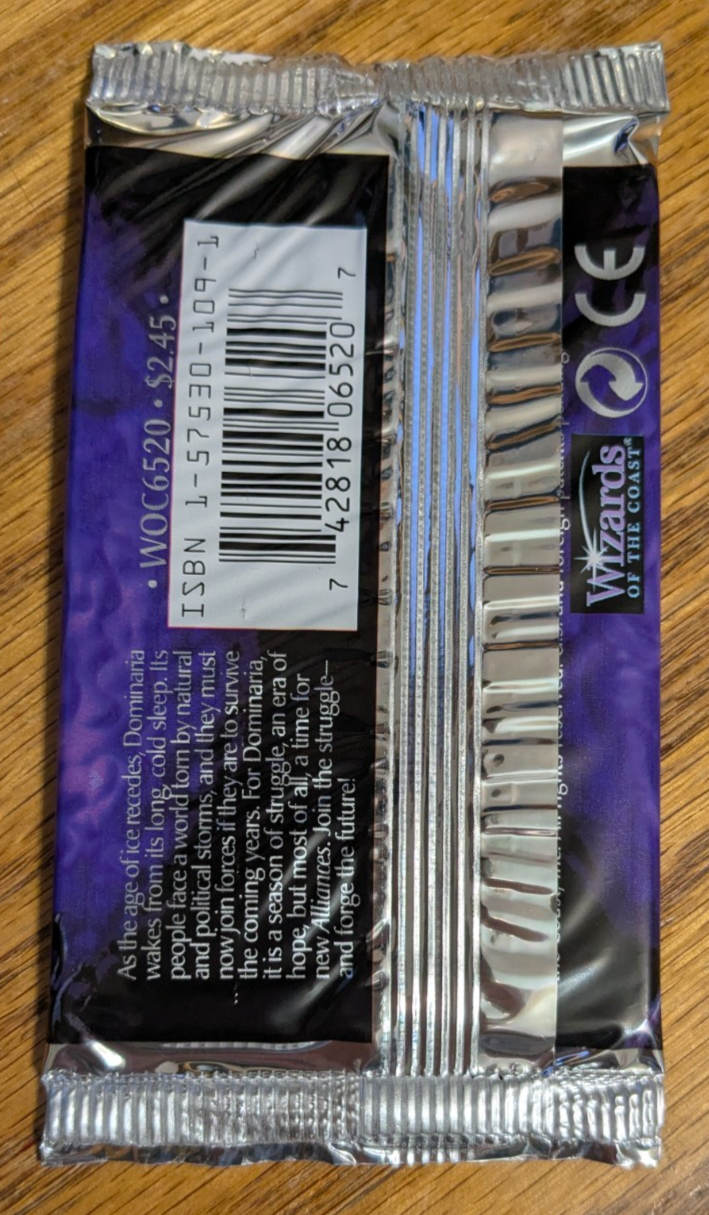 • WOC6520 • $2.45 •
ISBN 1-57530-109-1
7 42818 06520 7
As the age of ice recedes, Dominaria
wakes from its long, cold sleep. Its
people face a world torn by natural
and political storms, and they must
now join forces if they are to survive
the coming years. For Dominaria,
it is a season of struggle, an era of
hope, but most of all, a time for
new Alliances. Join the struggle–
and forge the future!
CE
Wizards
OF THE COAST®